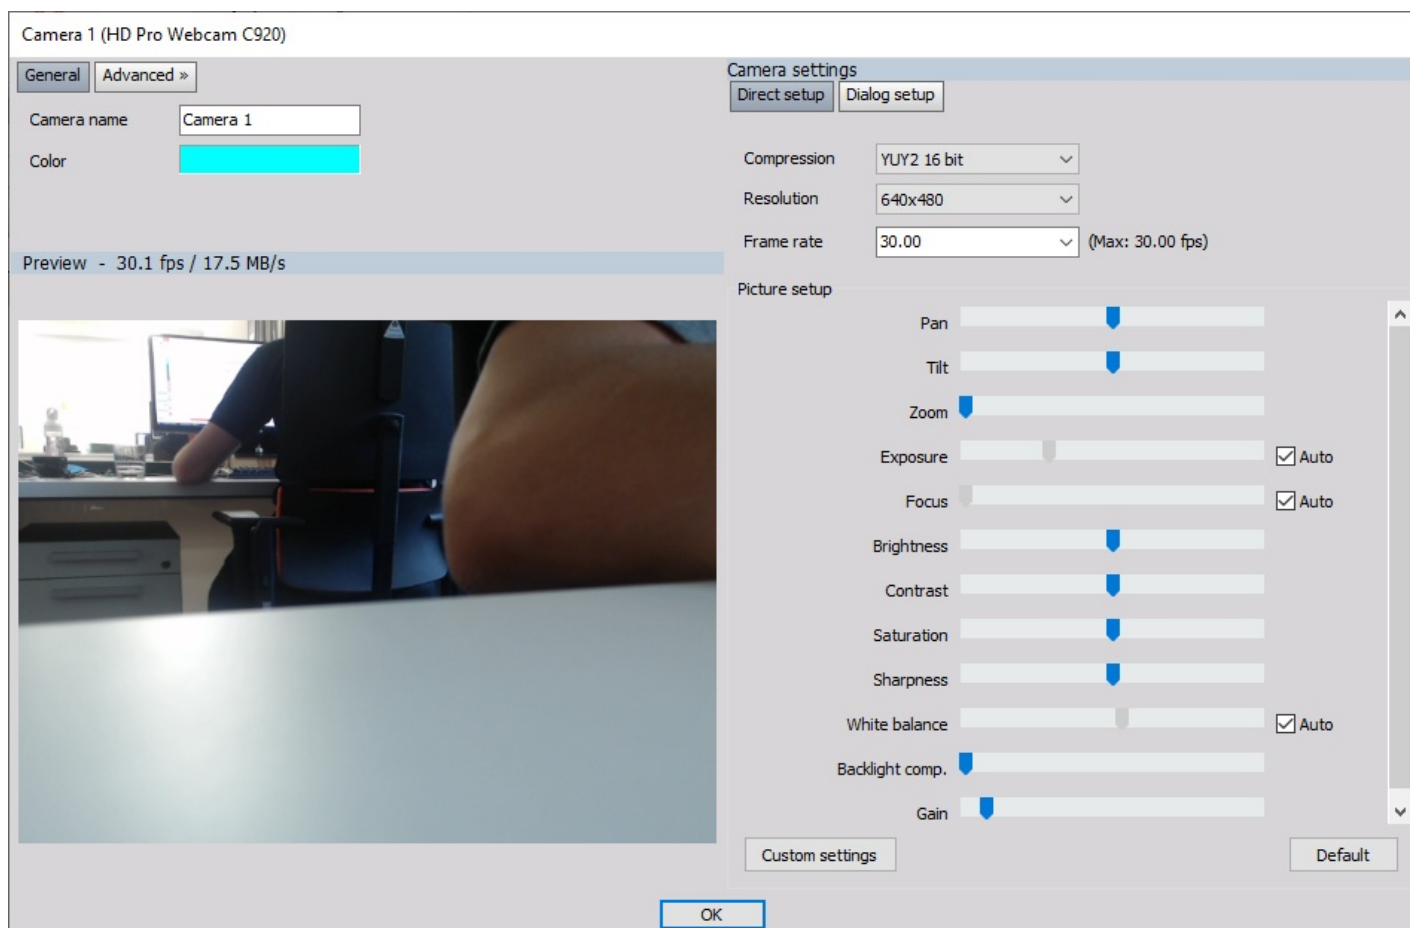 Camera 1 (HD Pro Webcam C920)
General
Advanced »
Camera name
Camera 1
Color
Preview - 30.1 fps / 17.5 MB/s
Camera settings
Direct setup
Dialog setup
Compression
YUY2 16 bit
Resolution
640x480
Frame rate
30.00
(Max: 30.00 fps)
Picture setup
Pan
Tilt
Zoom
Exposure
Auto
Focus
Auto
Brightness
Contrast
Saturation
Sharpness
White balance
Auto
Backlight comp.
Gain
Custom settings
Default
OK